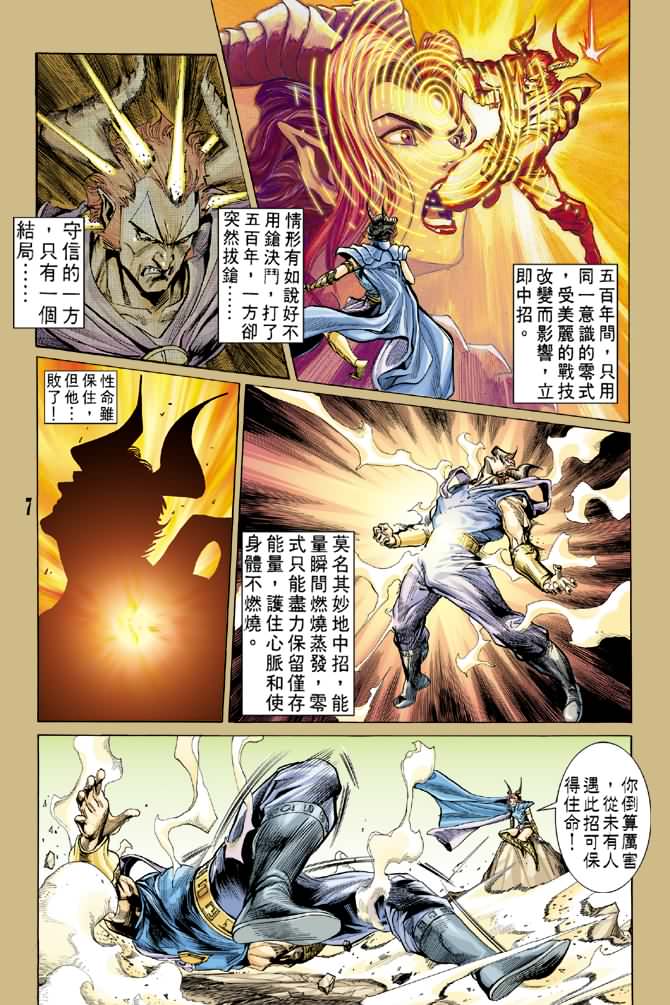 五百年間，只用
同一意識的零式
，受美麗的戰技
改變而影響，立
即中招。
情形有如說好不
用鎗決鬥，打了
五百年，一方卻
突然拔鎗……
守信的一方
，只有一個
結局……
莫名其妙地中招，能
量瞬間燃燒蒸發，零
式只能盡力保留僅存
能量，護住心脈和使
身體不燃燒。
性命雖
保住，
但他…
敗了！
你倒算厲害
，從未有人
遇此招可保
得住命！
7